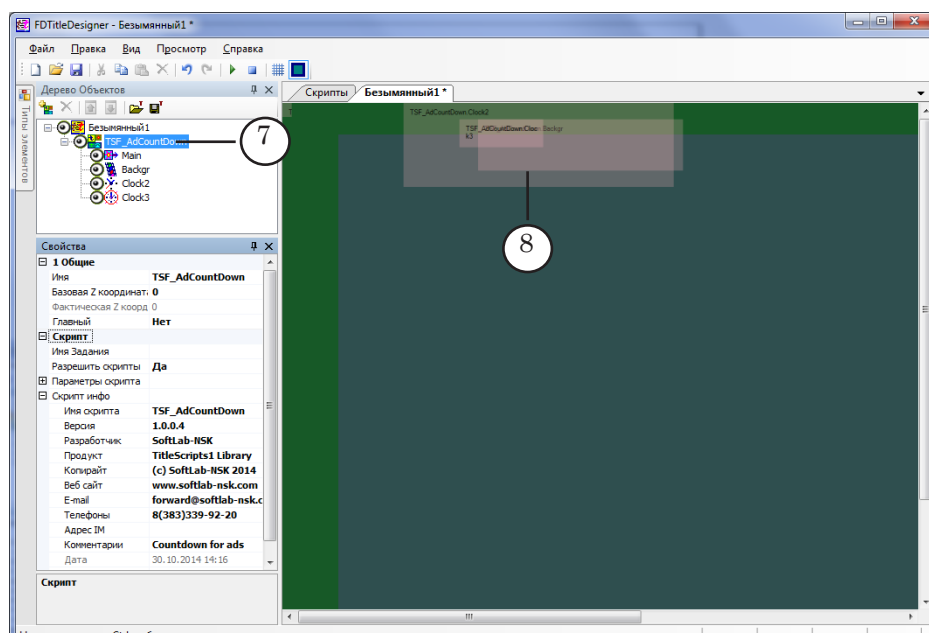 FDTitleDesigner - Безымянный1 *
Файл Правка Вид Просмотр Справка
Дерево Объектов
Скрипты Безымянный1 *
Типы элементов
Безымянный1
TSF_AdCountDown
Main
Backgr
Clock2
Clock3
7
TSF_AdCountDown.Clock2
8
Свойства
1 Общие
Имя TSF_AdCountDown
Базовая Z координат 0
Фактическая Z коорд 0
Главный Нет
Скрипт
Имя Задания
Разрешить скрипты Да
Параметры скрипта
Скрипт инфо
Имя скрипта TSF_AdCountDown
Версия 1.0.0.4
Разработчик SoftLab-NSK
Продукт TitleScripts1 Library
Копирайт (c) SoftLab-NSK 2014
Веб сайт www.softlab-nsk.com
E-mail forward@softlab-nsk.c
Телефоны 8(383)339-92-20
Адрес IM
Комментарии Countdown for ads
Дата 30.10.2014 14:16
Скрипт